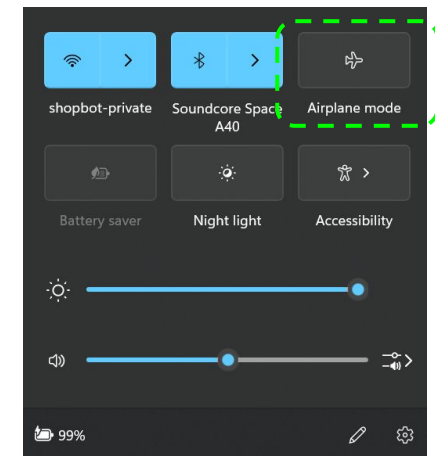 shopbot-private
Soundcore Space
A40
Airplane mode
Battery saver
Night light
Accessibility
99%